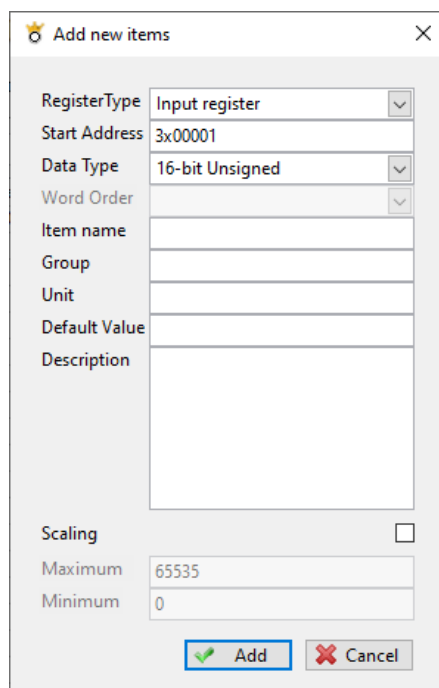 Add new items
RegisterType Input register
Start Address 3x00001
Data Type 16-bit Unsigned
Word Order
Item name
Group
Unit
Default Value
Description
Scaling
Maximum 65535
Minimum 0
Add Cancel